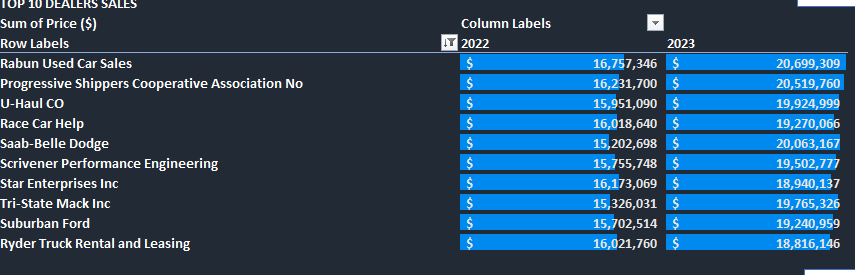 TOP 10 DEALERS SALES
Sum of Price ($) Column Labels
Row Labels 2022 2023
Rabun Used Car Sales $ 16,757,346 $ 20,699,309
Progressive Shippers Cooperative Association No $ 16,231,700 $ 20,519,760
U-Haul CO $ 15,951,090 $ 19,924,999
Race Car Help $ 16,018,640 $ 19,270,066
Saab-Belle Dodge $ 15,202,698 $ 20,063,167
Scrivener Performance Engineering $ 15,755,748 $ 19,502,777
Star Enterprises Inc $ 16,173,069 $ 18,940,137
Tri-State Mack Inc $ 15,326,031 $ 19,765,326
Suburban Ford $ 15,702,514 $ 19,240,959
Ryder Truck Rental and Leasing $ 16,021,760 $ 18,816,146